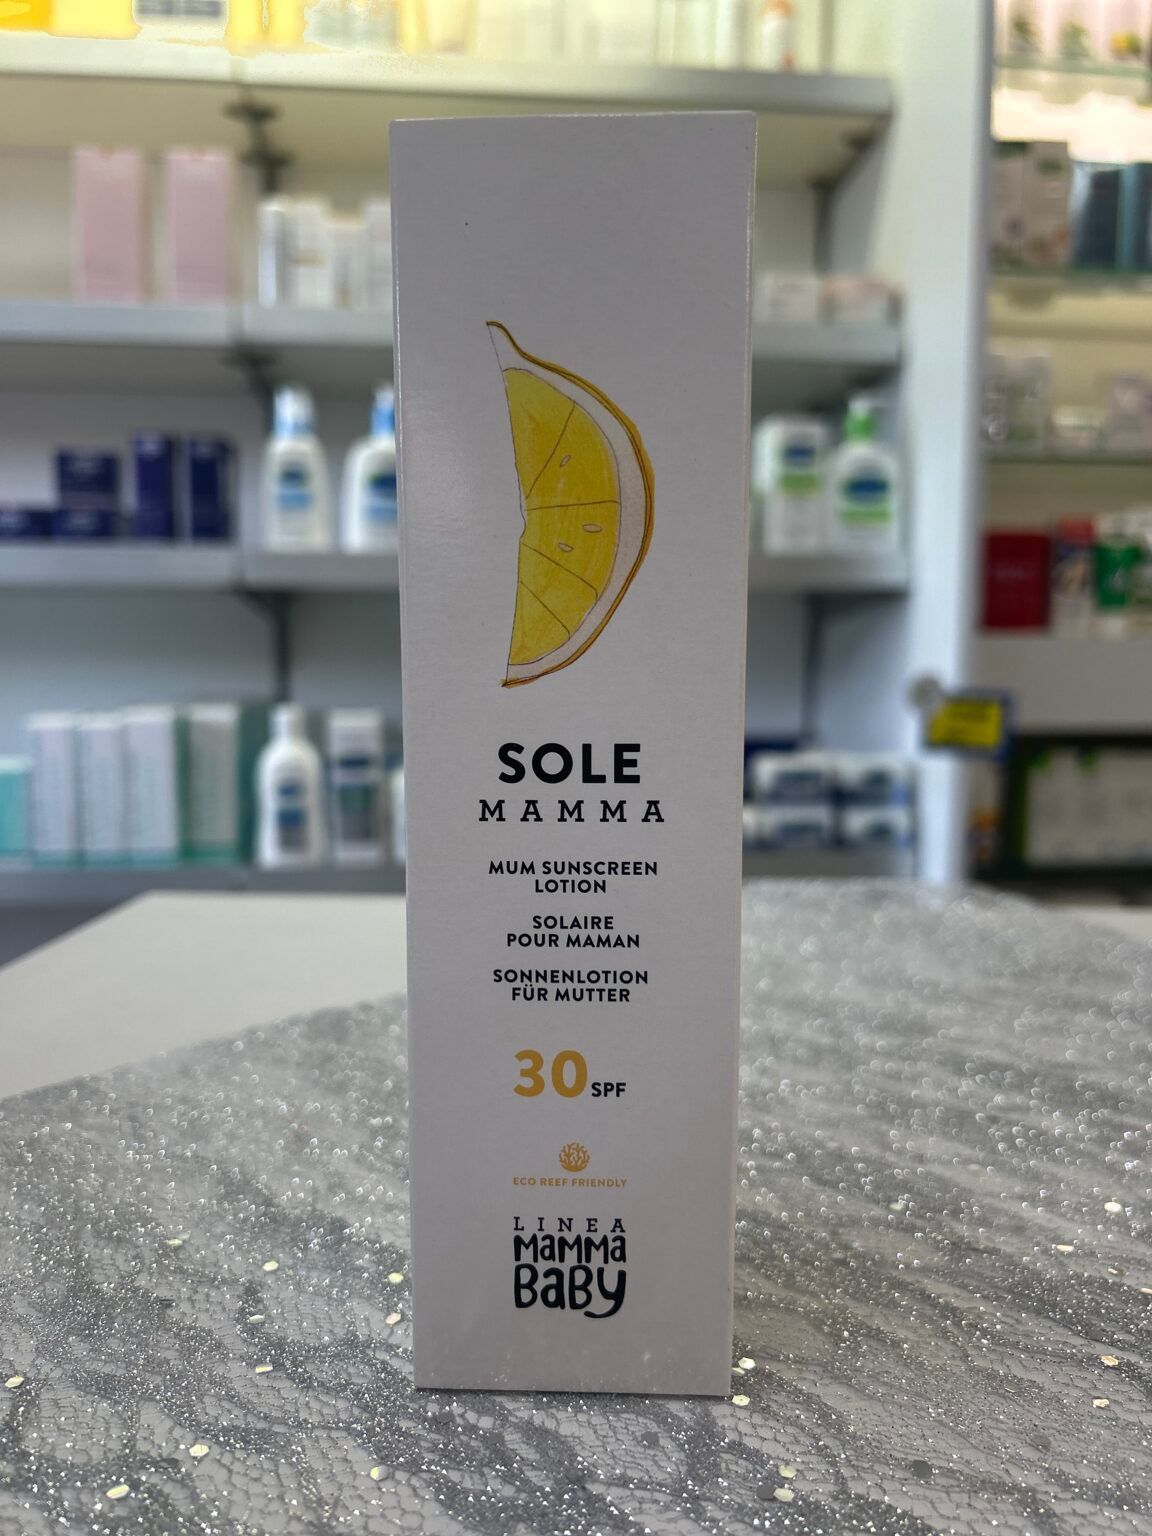 SOLE
MAMMA
MUM SUNSCREEN
LOTION
SOLAIRE
POUR MAMAN
SONNENLOTION
FÜR MUTTER
30 SPF
ECO REEF FRIENDLY
LINEA
MAMMA
BABY